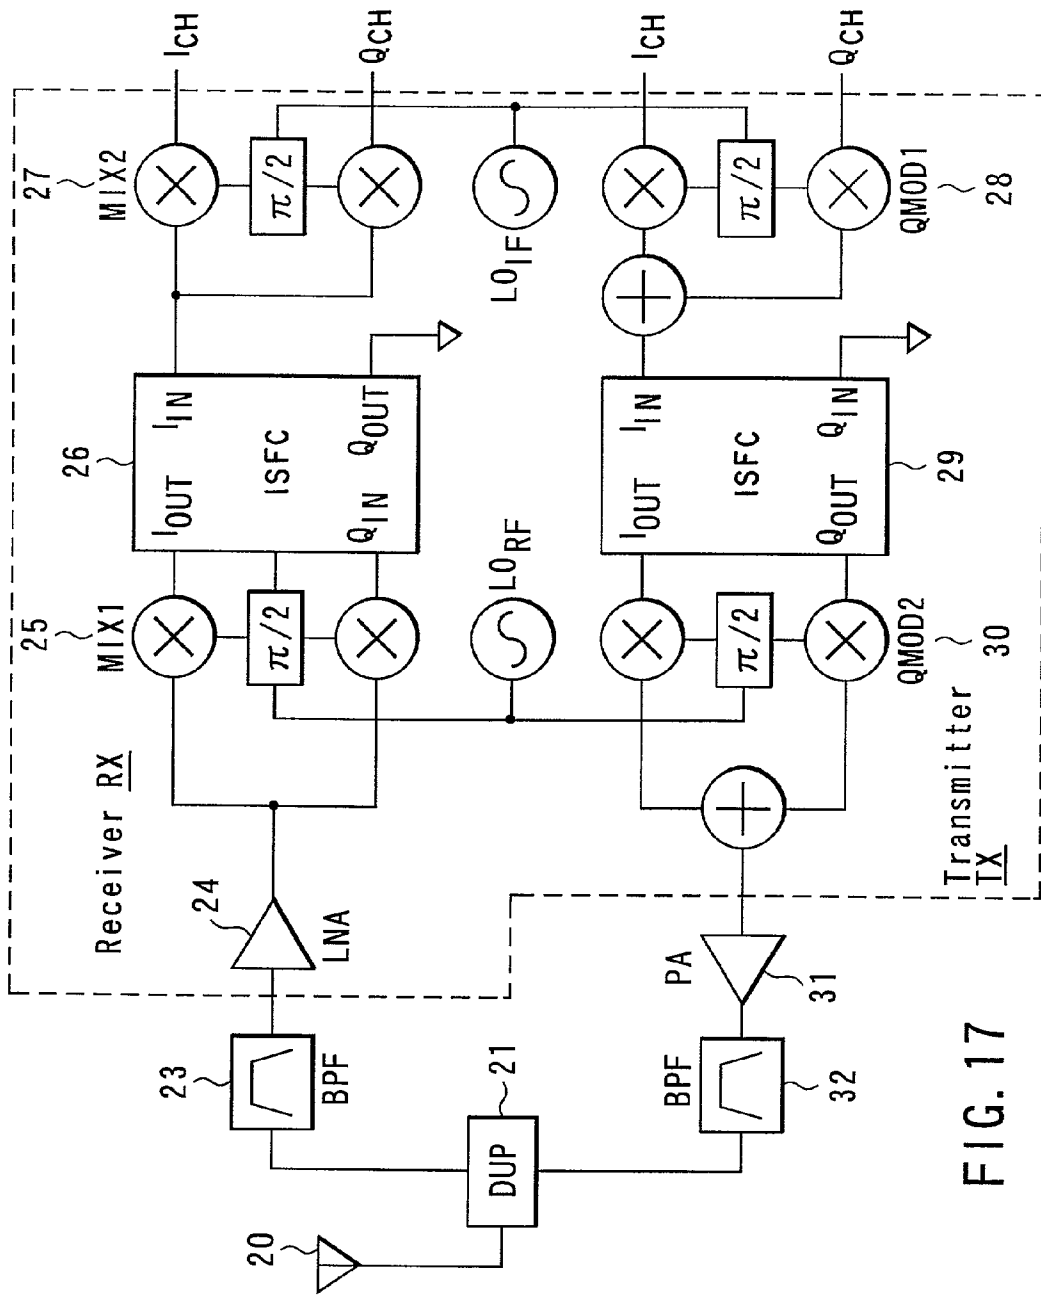 Receiver RX
25
MIX1
26
27
MIX2
I_CH
Q_CH
π/2
π/2
I_OUT
I_IN
ISFC
Q_IN
Q_OUT
24
LNA
23
BPF
20
21
DUP
LO_RF
LO_IF
I_CH
Q_CH
π/2
π/2
I_OUT
I_IN
ISFC
Q_OUT
Q_IN
PA
31
BPF
32
QMOD2
30
29
QMOD1
28
Transmitter
TX
FIG. 17